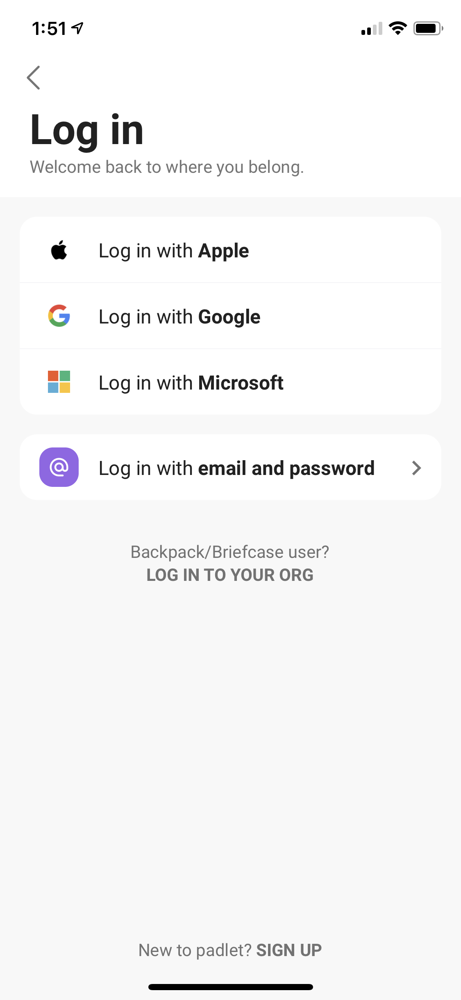 1:51
Log in
Welcome back to where you belong.
Log in with Apple
Log in with Google
Log in with Microsoft
Log in with email and password
Backpack/Briefcase user?
LOG IN TO YOUR ORG
New to padlet? SIGN UP